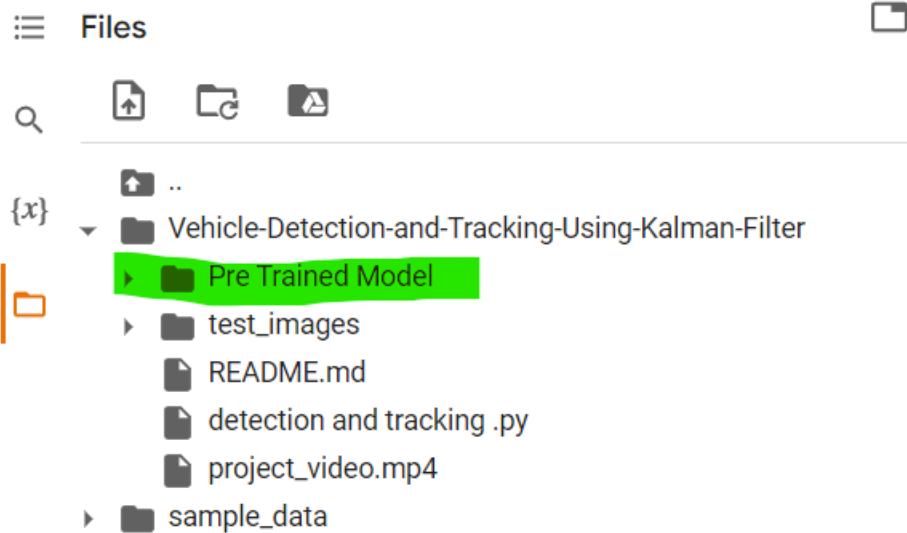 Files
..
{x}
Vehicle-Detection-and-Tracking-Using-Kalman-Filter
Pre Trained Model
test_images
README.md
detection and tracking .py
project_video.mp4
sample_data